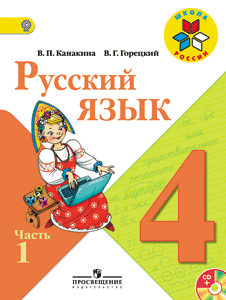 ШКОЛА
РОССИИ
В. П. Канакина В. Г. Горецкий
Русский
язык
4
Часть
1
ПРОСВЕЩЕНИЕ
ИЗДАТЕЛЬСТВО
CD